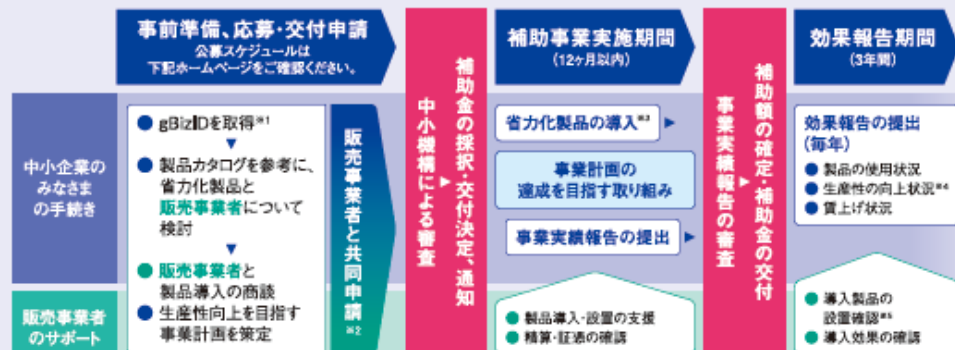 事前準備、応募・交付申請
公募スケジュールは
下記ホームページをご確認ください。
補助事業実施期間
(12ヶ月以内)
効果報告期間
(3年間)
中小企業の
みなさま
の手続き
● gBizIDを取得※1
▼
● 製品カタログを参考に、
省力化製品と
販売事業者について
検討
▼
● 販売事業者と
製品導入の商談
● 生産性向上を目指す
事業計画を策定
販売事業者と共同申請※2
中小機構による審査
▶
補助金の採択・交付決定、通知
省力化製品の導入※3 ▶
事業計画の
達成を目指す取り組み
事業実績報告の提出 ▶
事業実績報告の審査
▶
補助額の確定・補助金の交付
効果報告の提出
(毎年)
● 製品の使用状況
● 生産性の向上状況※4
● 賃上げ状況
販売事業者
のサポート
● 製品導入・設置の支援
● 精算・証憑の確認
● 導入製品の
設置確認※5
● 導入効果の確認